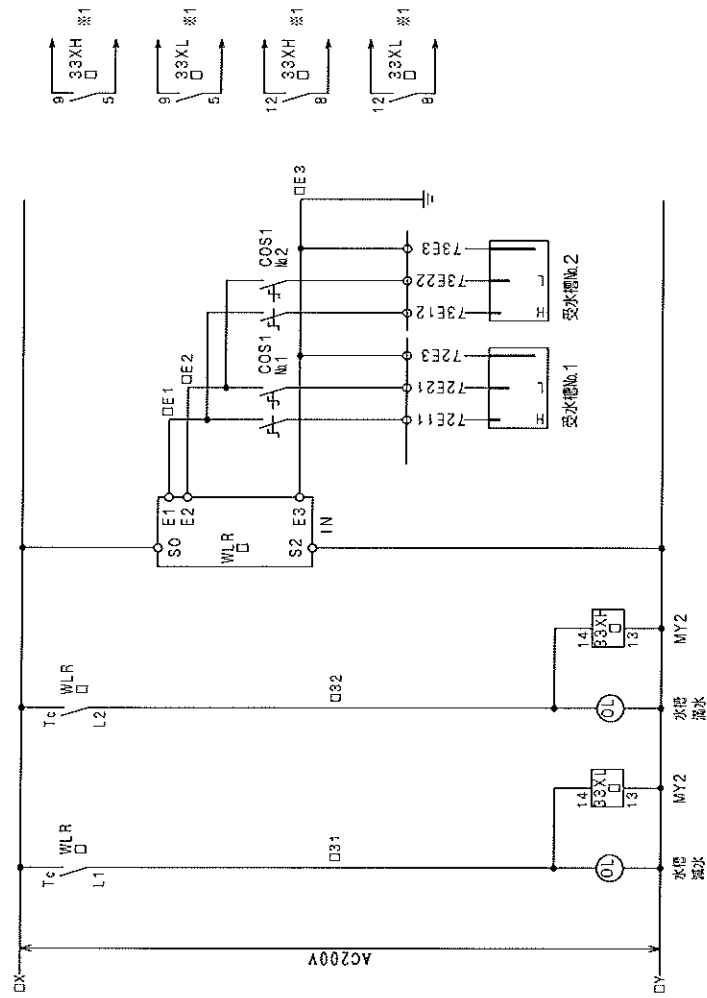 □X
AC200V
□Y
Tc
WLR
□
L1
□31
OL
14
33XL
□
13
水槽
減水
MY2
Tc
WLR
□
L2
□32
OL
14
33XH
□
13
水槽
満水
MY2
S0
E1
E2
WLR
□
E3
S2
IN
□E1
□E2
□E3
COS1
No.1
COS1
No.2
72E11
72E21
72E3
73E12
73E22
73E3
H
L
受水槽No.1
H
L
受水槽No.2
9
33XH ※1
□
5
9
33XL ※1
□
5
12
33XH ※1
□
8
12
33XL ※1
□
8